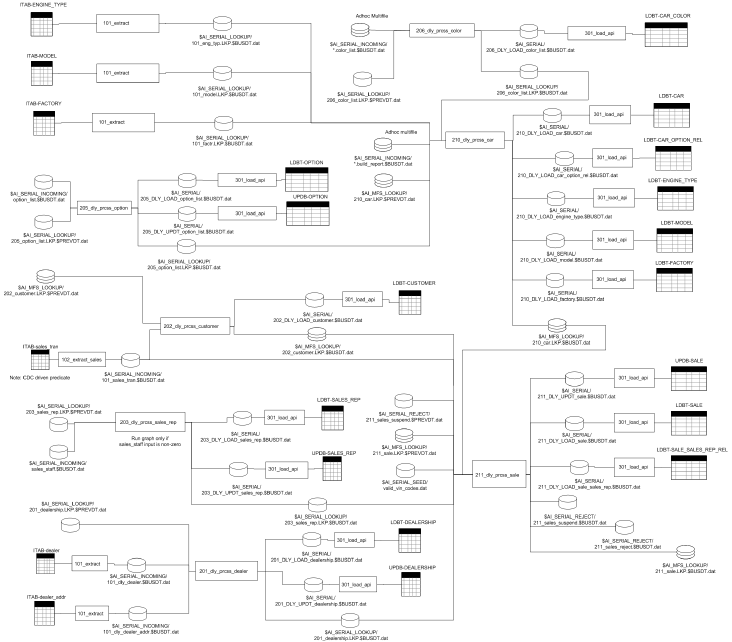 ITAB-ENGINE_TYPE
101_extract
$AI_SERIAL_LOOKUP/
101_eng_typ.LKP.$BUSDT.dat
ITAB-MODEL
101_extract
$AI_SERIAL_LOOKUP/
101_model.LKP.$BUSDT.dat
ITAB-FACTORY
101_extract
$AI_SERIAL_LOOKUP/
101_factr.LKP.$BUSDT.dat
Adhoc Multifile
$AI_SERIAL_INCOMING/
*.color_list.$BUSDT.dat
$AI_SERIAL_LOOKUP/
206_color_list.LKP.$PREVDT.dat
206_dly_prcss_color
$AI_SERIAL/
206_DLY_LOAD_color_list.$BUSDT.dat
301_load_api
LDBT-CAR_COLOR
$AI_SERIAL_LOOKUP/
206_color_list.LKP.$BUSDT.dat
Adhoc multifile
$AI_SERIAL_INCOMING/
*.build_report.$BUSDT.dat
$AI_MFS_LOOKUP/
210_car.LKP.$PREVDT.dat
210_dly_prcss_car
$AI_SERIAL/
210_DLY_LOAD_car.$BUSDT.dat
301_load_api
LDBT-CAR
$AI_SERIAL/
210_DLY_LOAD_car_option_rel.$BUSDT.dat
301_load_api
LDBT-CAR_OPTION_REL
$AI_SERIAL/
210_DLY_LOAD_engine_type.$BUSDT.dat
301_load_api
LDBT-ENGINE_TYPE
$AI_SERIAL/
210_DLY_LOAD_model.$BUSDT.dat
301_load_api
LDBT-MODEL
$AI_SERIAL/
210_DLY_LOAD_factory.$BUSDT.dat
301_load_api
LDBT-FACTORY
$AI_MFS_LOOKUP/
210_car.LKP.$BUSDT.dat
$AI_SERIAL_INCOMING/
option_list.$BUSDT.dat
$AI_SERIAL_LOOKUP/
205_option_list.LKP.$PREVDT.dat
205_dly_prcss_option
$AI_SERIAL/
205_DLY_LOAD_option_list.$BUSDT.dat
301_load_api
LDBT-OPTION
$AI_SERIAL/
205_DLY_UPDT_option_list.$BUSDT.dat
301_load_api
UPDB-OPTION
$AI_SERIAL_LOOKUP/
205_option_list.LKP.$BUSDT.dat
$AI_MFS_LOOKUP/
202_customer.LKP.$PREVDT.dat
202_dly_prcss_customer
$AI_SERIAL/
202_DLY_LOAD_customer.$BUSDT.dat
301_load_api
LDBT-CUSTOMER
$AI_MFS_LOOKUP/
202_customer.LKP.$BUSDT.dat
ITAB-sales_tran
102_extract_sales
Note: CDC driven predicate
$AI_SERIAL_INCOMING/
101_sales_tran.$BUSDT.dat
$AI_SERIAL_LOOKUP/
203_sales_rep.LKP.$PREVDT.dat
$AI_SERIAL_INCOMING/
sales_staff.$BUSDT.dat
203_dly_prcss_sales_rep
Run graph only if
sales_staff input is non-zero
$AI_SERIAL/
203_DLY_LOAD_sales_rep.$BUSDT.dat
301_load_api
LDBT-SALES_REP
$AI_SERIAL/
203_DLY_UPDT_sales_rep.$BUSDT.dat
301_load_api
UPDB-SALES_REP
$AI_SERIAL_LOOKUP/
203_sales_rep.LKP.$BUSDT.dat
$AI_SERIAL_REJECT/
211_sales_suspend.$PREVDT.dat
$AI_MFS_LOOKUP/
211_sale.LKP.$PREVDT.dat
$AI_SERIAL_SEED/
valid_vin_codes.dat
211_dly_prcss_sale
$AI_SERIAL/
211_DLY_UPDT_sale.$BUSDT.dat
301_load_api
UPDB-SALE
$AI_SERIAL/
211_DLY_LOAD_sale.$BUSDT.dat
301_load_api
LDBT-SALE
$AI_SERIAL/
211_DLY_LOAD_sale_sales_rep.$BUSDT.dat
301_load_api
LDBT-SALE_SALES_REP_REL
$AI_SERIAL_REJECT/
211_sales_suspend.$BUSDT.dat
$AI_SERIAL_REJECT/
211_sales_reject.$BUSDT.dat
$AI_MFS_LOOKUP/
211_sale.LKP.$BUSDT.dat
$AI_SERIAL_LOOKUP/
201_dealership.LKP.$PREVDT.dat
ITAB-dealer
101_extract
$AI_SERIAL_INCOMING/
101_dly_dealer.$BUSDT.dat
ITAB-dealer_addr
101_extract
$AI_SERIAL_INCOMING/
101_dly_dealer_addr.$BUSDT.dat
201_dly_prcss_dealer
$AI_SERIAL/
201_DLY_LOAD_dealership.$BUSDT.dat
301_load_api
LDBT-DEALERSHIP
$AI_SERIAL/
201_DLY_UPDT_dealership.$BUSDT.dat
301_load_api
UPDB-DEALERSHIP
$AI_SERIAL_LOOKUP/
201_dealership.LKP.$BUSDT.dat